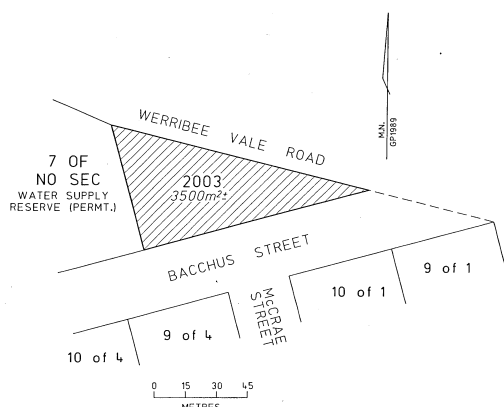 WERRIBEE VALE ROAD
M.N.
GP1989
7 OF
NO SEC
WATER SUPPLY
RESERVE (PERMT.)
2003
3500m²±
BACCHUS STREET
McCRAE
STREET
9 of 1
10 of 1
9 of 4
10 of 4
0 15 30 45
METRES